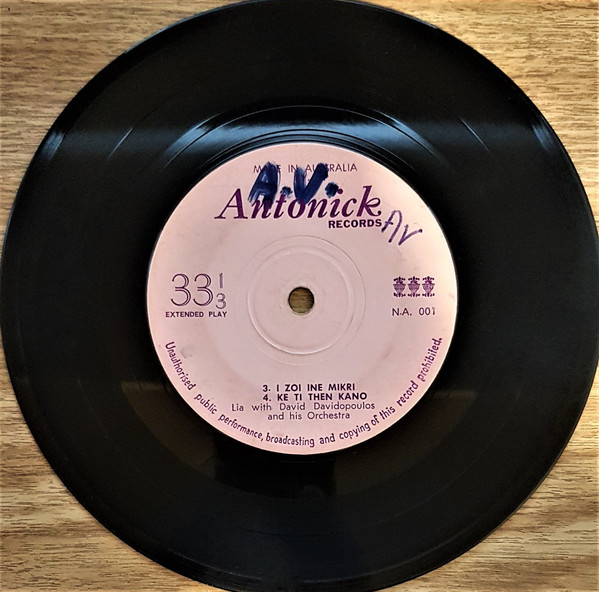 MADE IN AUSTRALIA
A.V.
Antonick
RECORDS
AV
33 1/3
EXTENDED PLAY
N.A. 001
3. I ZOI INE MIKRI
4. KE TI THEN KANO
Lia with David Davidopoulos
and his Orchestra
Unauthorised public performance, broadcasting and copying of this record prohibited.